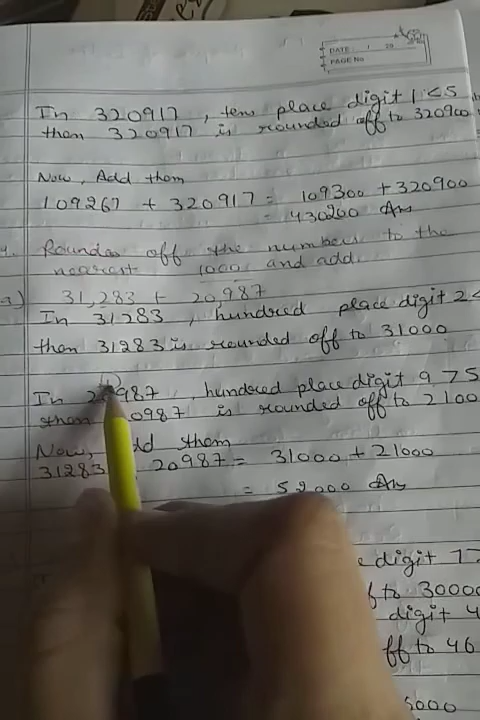 DATE 20
PAGE No
In 320917, tens place digit 1 < 5
then 320917 is rounded off to 320900
Now, Add them
109267 + 320917 = 109300 + 320900
= 430200 Ans
Rounded off the numbers to the
nearest 1000 and add
a) 31,283 + 20,987
In 31283, hundred place digit 2 <
then 31283 is rounded off to 31000
In 20987, hundred place digit 9 > 5
then 0987 is rounded off to 2100
Now, dd them
31283 20987 = 31000 + 21000
= 52000 Ans
e digit 7 >
f to 3000
digit 4
ff to 46
5000